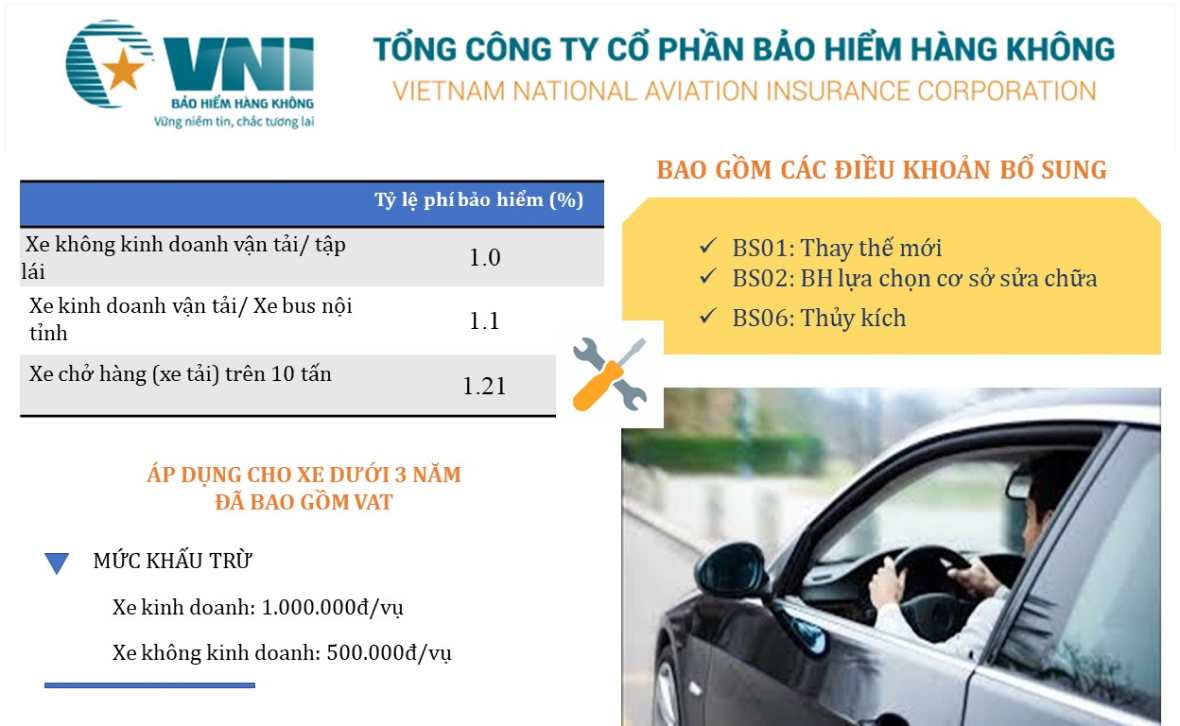 VNI
BẢO HIỂM HÀNG KHÔNG
Vững niềm tin, chắc tương lai
TỔNG CÔNG TY CỔ PHẦN BẢO HIỂM HÀNG KHÔNG
VIETNAM NATIONAL AVIATION INSURANCE CORPORATION
Tỷ lệ phí bảo hiểm (%)
Xe không kinh doanh vận tải/ tập
lái
1.0
Xe kinh doanh vận tải/ Xe bus nội
tỉnh
1.1
Xe chở hàng (xe tải) trên 10 tấn
1.21
ÁP DỤNG CHO XE DƯỚI 3 NĂM
ĐÃ BAO GỒM VAT
MỨC KHẤU TRỪ
Xe kinh doanh: 1.000.000đ/vụ
Xe không kinh doanh: 500.000đ/vụ
BAO GỒM CÁC ĐIỀU KHOẢN BỔ SUNG
✓ BS01: Thay thế mới
✓ BS02: BH lựa chọn cơ sở sửa chữa
✓ BS06: Thủy kích